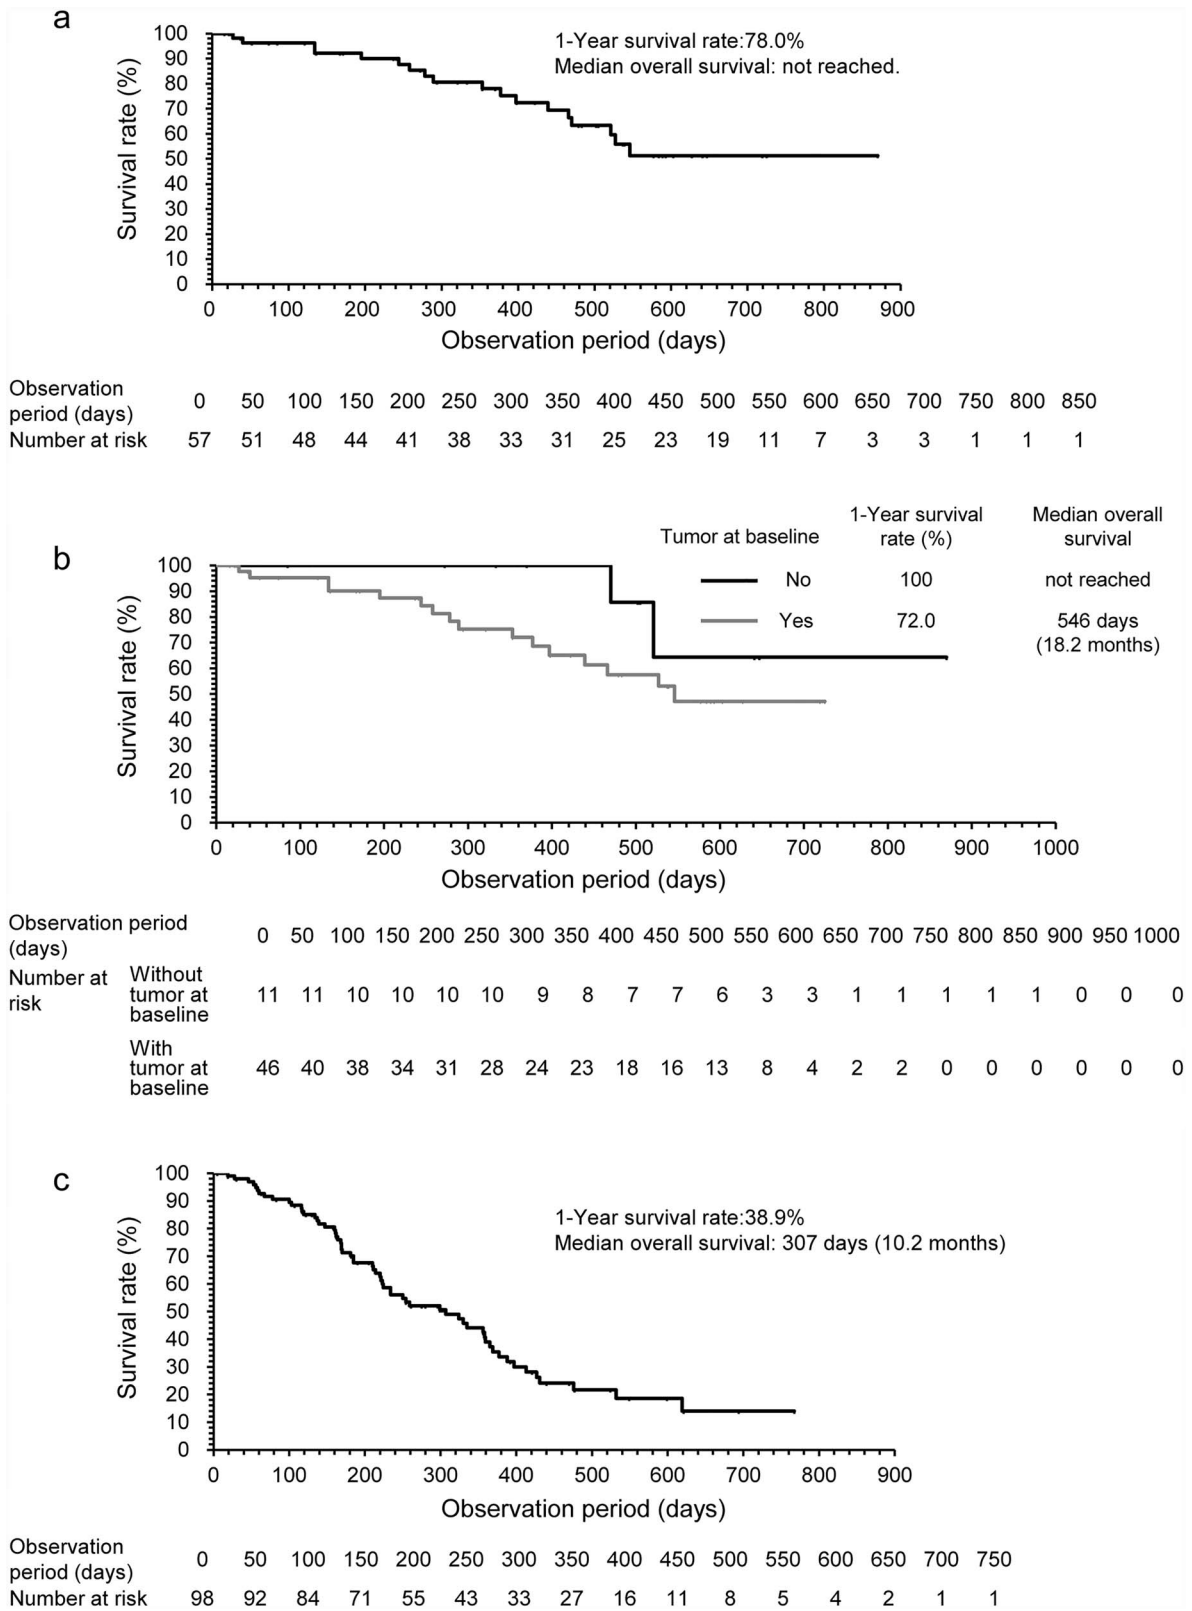 a
1-Year survival rate:78.0%
Median overall survival: not reached.
Survival rate (%)
100
90
80
70
60
50
40
30
20
10
0
0 100 200 300 400 500 600 700 800 900
Observation period (days)
Observation
period (days) 0 50 100 150 200 250 300 350 400 450 500 550 600 650 700 750 800 850
Number at risk 57 51 48 44 41 38 33 31 25 23 19 11 7 3 3 1 1 1
b
Tumor at baseline
1-Year survival
rate (%)
Median overall
survival
No 100 not reached
Yes 72.0 546 days
(18.2 months)
Survival rate (%)
100
90
80
70
60
50
40
30
20
10
0
0 100 200 300 400 500 600 700 800 900 1000
Observation period (days)
Observation period
(days) 0 50 100 150 200 250 300 350 400 450 500 550 600 650 700 750 800 850 900 950 1000
Number at
risk
Without
tumor at
baseline
11 11 10 10 10 10 9 8 7 7 6 3 3 1 1 1 1 1 0 0 0
With
tumor at
baseline
46 40 38 34 31 28 24 23 18 16 13 8 4 2 2 0 0 0 0 0 0
c
1-Year survival rate:38.9%
Median overall survival: 307 days (10.2 months)
Survival rate (%)
100
90
80
70
60
50
40
30
20
10
0
0 100 200 300 400 500 600 700 800 900
Observation period (days)
Observation
period (days) 0 50 100 150 200 250 300 350 400 450 500 550 600 650 700 750
Number at risk 98 92 84 71 55 43 33 27 16 11 8 5 4 2 1 1